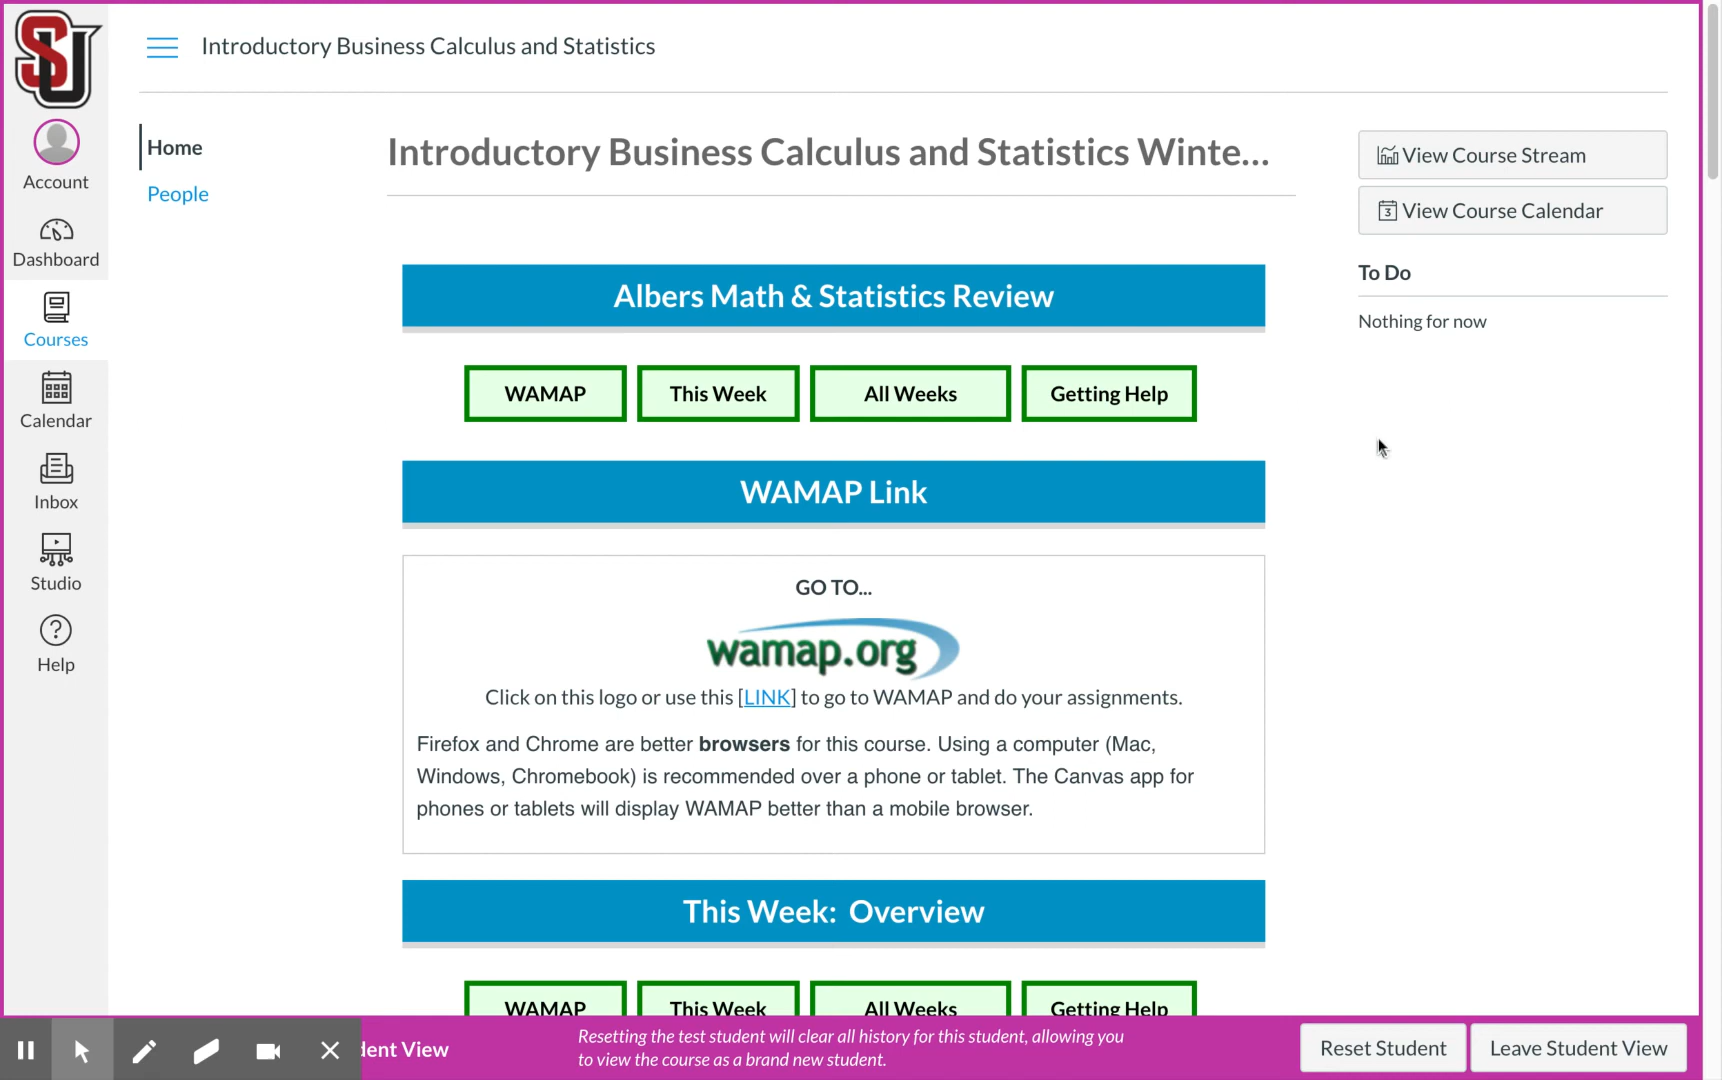 SU
Introductory Business Calculus and Statistics
Account
Dashboard
Courses
Calendar
Inbox
Studio
Help
Home
People
Introductory Business Calculus and Statistics Winte...
Albers Math & Statistics Review
WAMAP
This Week
All Weeks
Getting Help
WAMAP Link
GO TO...
wamap.org
Click on this logo or use this [LINK] to go to WAMAP and do your assignments.
Firefox and Chrome are better browsers for this course. Using a computer (Mac,
Windows, Chromebook) is recommended over a phone or tablet. The Canvas app for
phones or tablets will display WAMAP better than a mobile browser.
This Week: Overview
WAMAP
This Week
All Weeks
Getting Help
View Course Stream
3 View Course Calendar
To Do
Nothing for now
dent View
Resetting the test student will clear all history for this student, allowing you
to view the course as a brand new student.
Reset Student
Leave Student View